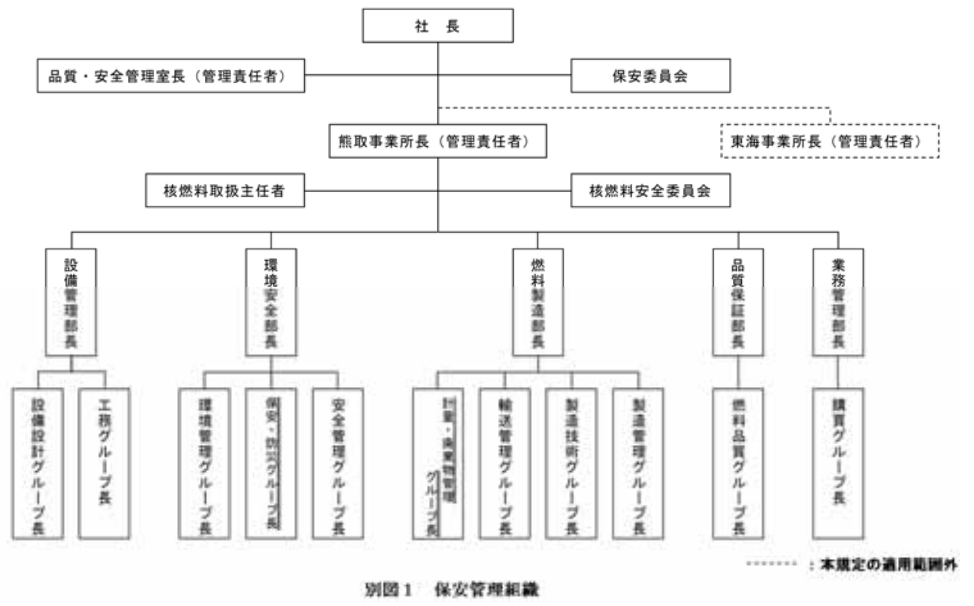 社 長
品質・安全管理室長（管理責任者）
保安委員会
熊取事業所長（管理責任者）
東海事業所長（管理責任者）
核燃料取扱主任者
核燃料安全委員会
設備管理部長
環境安全部長
燃料製造部長
品質保証部長
業務管理部長
設備設計グループ長
工務グループ長
環境管理グループ長
保安・防災グループ長
安全管理グループ長
計量・廃棄物管理
グループ長
輸送管理グループ長
製造技術グループ長
製造管理グループ長
燃料品質グループ長
購買グループ長
：本規定の適用範囲外
別図１ 保安管理組織